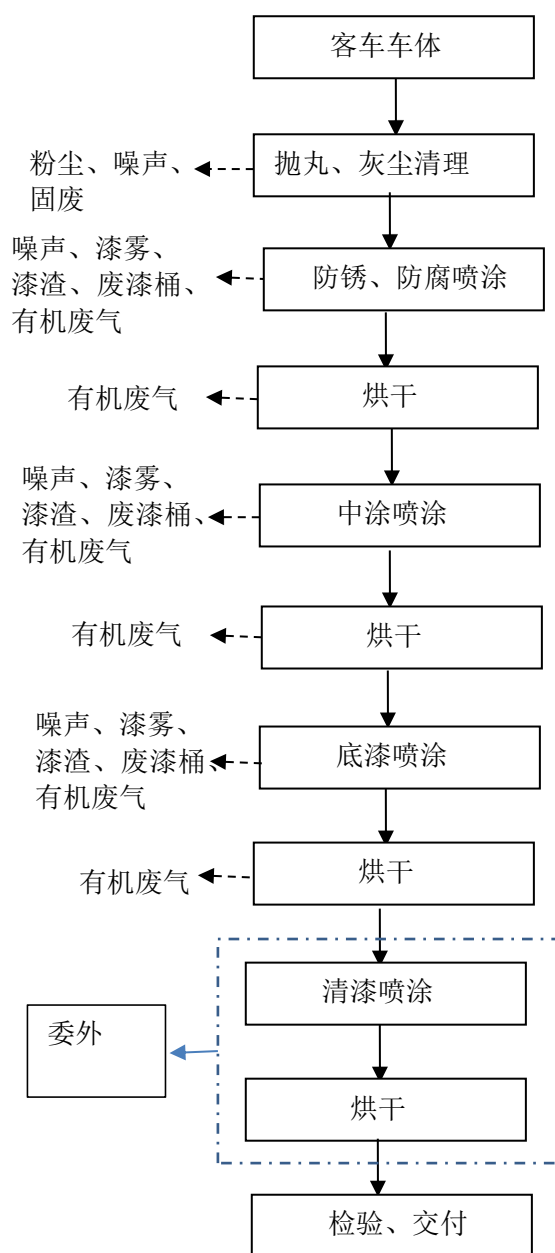 客车车体
粉尘、噪声、
固废
抛丸、灰尘清理
噪声、漆雾、
漆渣、废漆桶、
有机废气
防锈、防腐喷涂
有机废气
烘干
噪声、漆雾、
漆渣、废漆桶、
有机废气
中涂喷涂
有机废气
烘干
噪声、漆雾、
漆渣、废漆桶、
有机废气
底漆喷涂
有机废气
烘干
清漆喷涂
委外
烘干
检验、交付